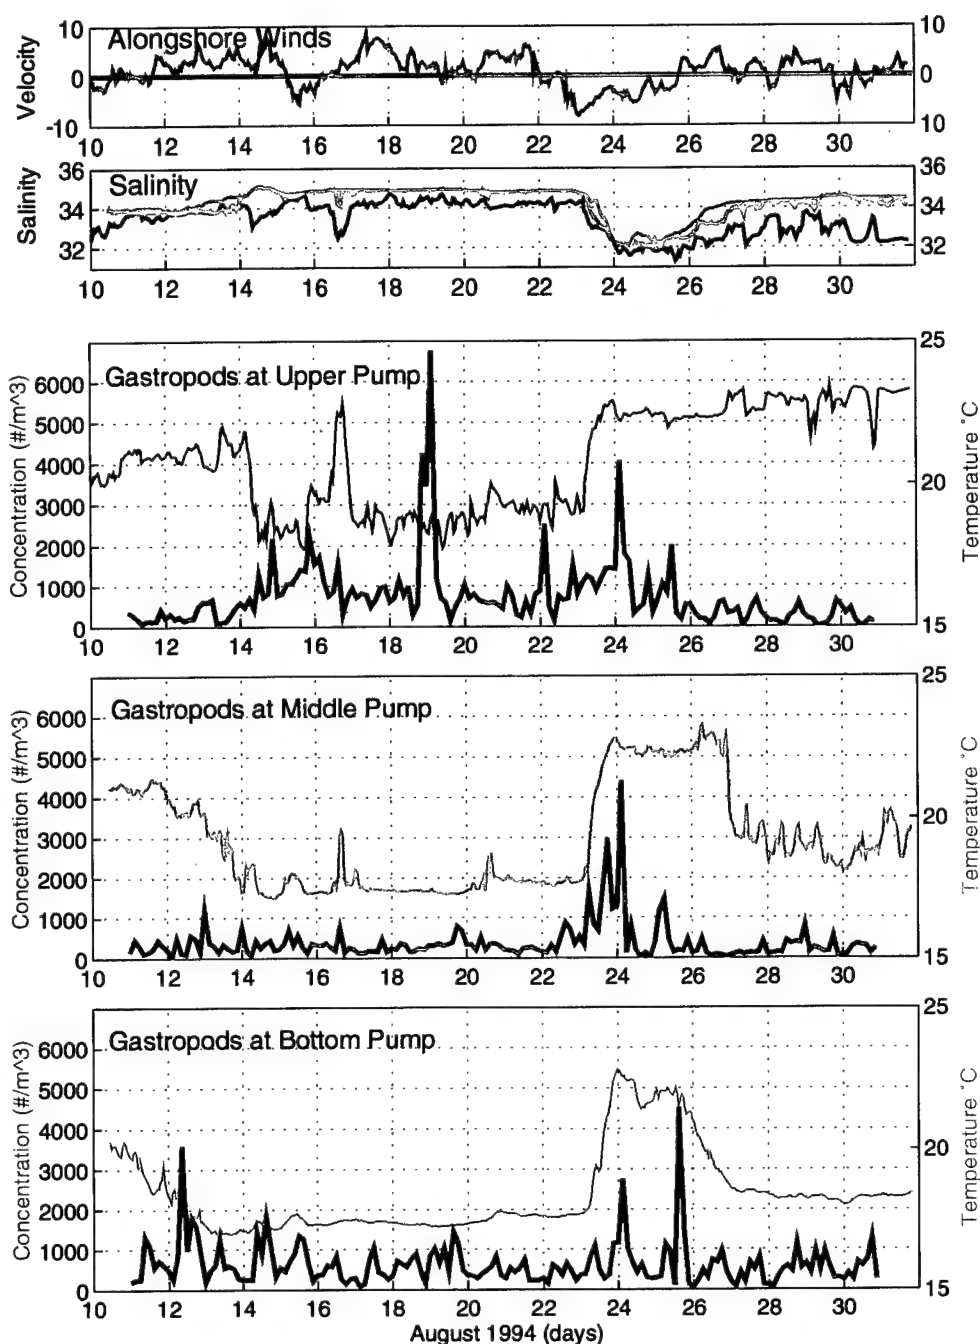 Alongshore Winds
Velocity
10
0
-10
10
0
10
10 12 14 16 18 20 22 24 26 28 30
Salinity
Salinity
36
34
32
36
34
32
10 12 14 16 18 20 22 24 26 28 30
Gastropods at Upper Pump
Concentration (#/m^3)
6000
5000
4000
3000
2000
1000
0
25
20
15
Temperature °C
10 12 14 16 18 20 22 24 26 28 30
Gastropods at Middle Pump
Concentration (#/m^3)
6000
5000
4000
3000
2000
1000
0
25
20
15
Temperature °C
10 12 14 16 18 20 22 24 26 28 30
Gastropods at Bottom Pump
Concentration (#/m^3)
6000
5000
4000
3000
2000
1000
0
25
20
15
Temperature °C
10 12 14 16 18 20 22 24 26 28 30
August 1994 (days)